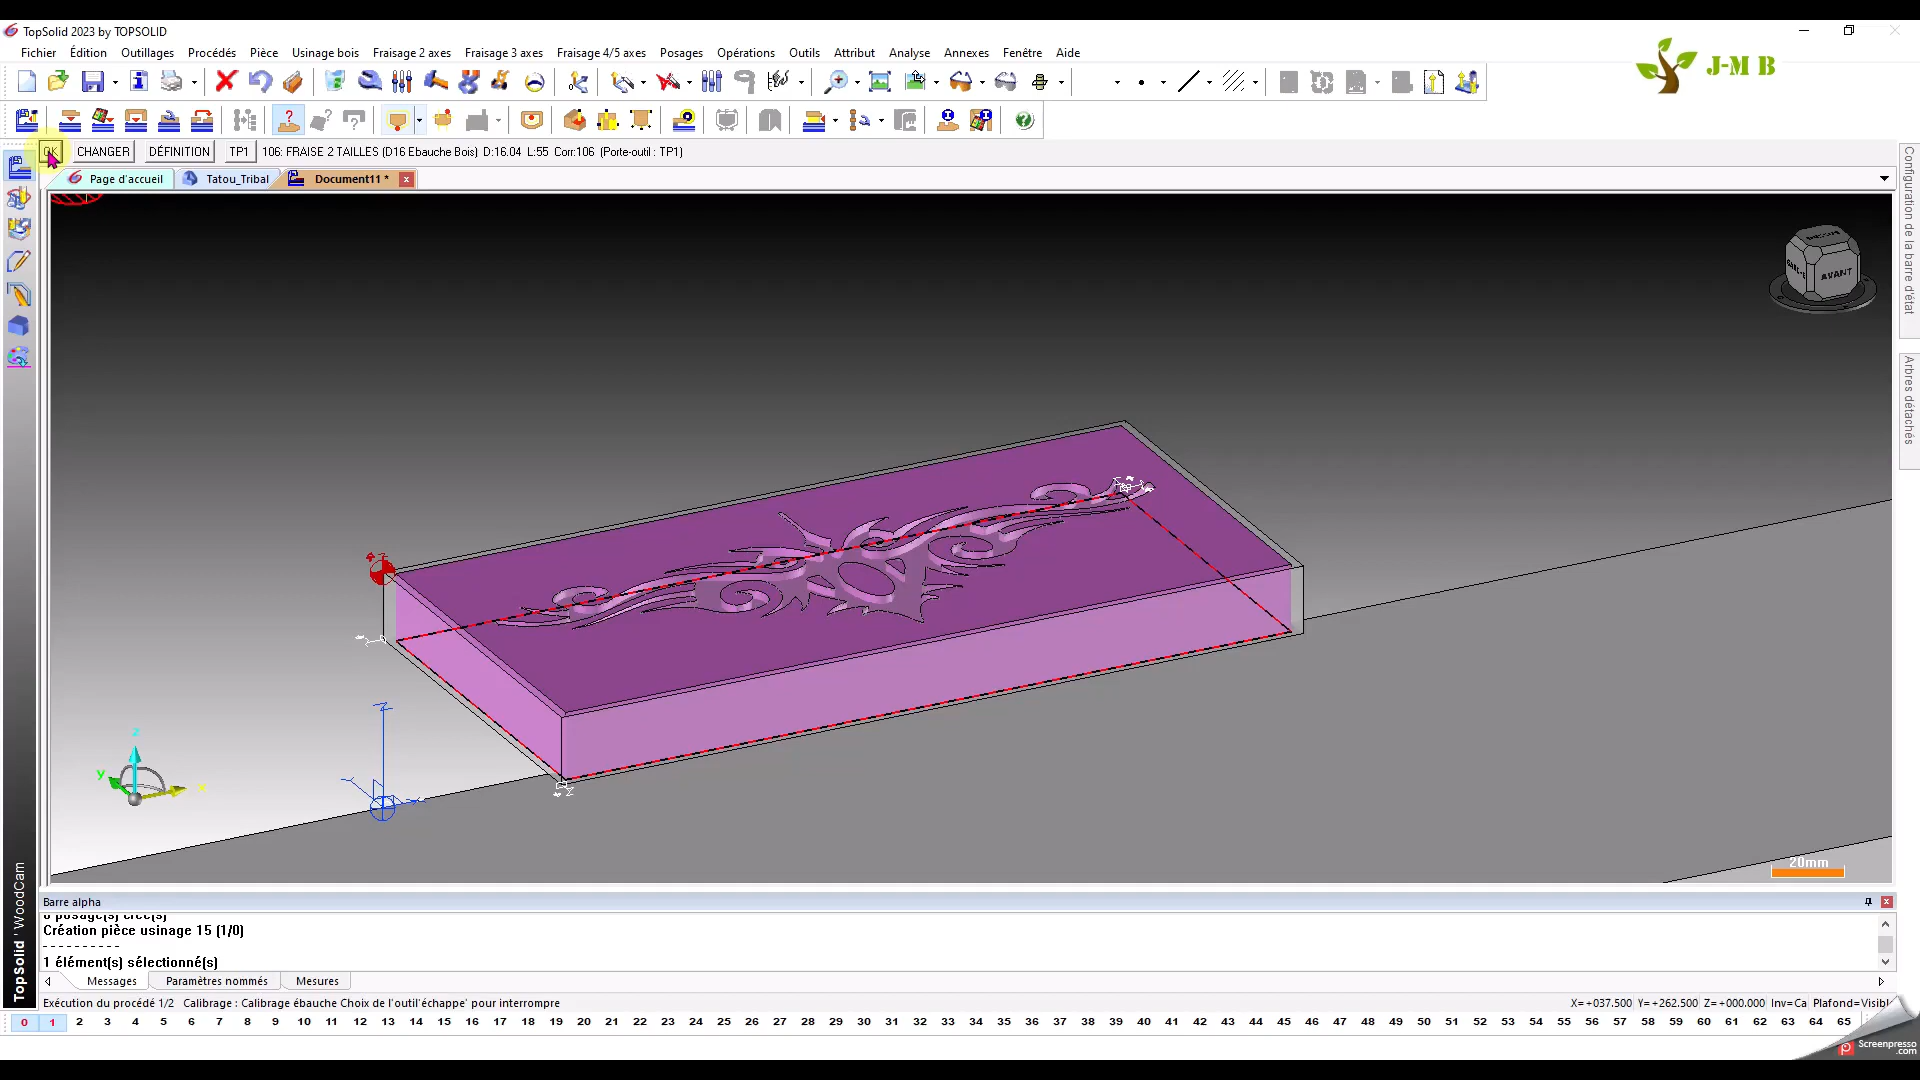 TopSolid 2023 by TOPSOLID
Fichier Édition Outillages Procédés Pièce Usinage bois Fraisage 2 axes Fraisage 3 axes Fraisage 4/5 axes Posages Opérations Outils Attribut Analyse Annexes Fenêtre Aide
J-M B
OK CHANGER DÉFINITION TP1 106: FRAISE 2 TAILLES (D16 Ebauche Bois) D:16.04 L:55 Corr:106 (Porte-outil : TP1)
Page d'accueil Tatou_Tribal Document11 *
Configuration de la barre d'état
Arbres détachés
AVANT
z
y
x
20mm
TopSolid'WoodCam
Barre alpha
Création pièce usinage 15 (1/0)
----------
1 élément(s) sélectionné(s)
Messages Paramètres nommés Mesures
Exécution du procédé 1/2 Calibrage : Calibrage ébauche Choix de l'outil'échappe' pour interrompre
X=+037.500 Y=+262.500 Z=+000.000 Inv=Ca Plafond=Visibl
0 1 2 3 4 5 6 7 8 9 10 11 12 13 14 15 16 17 18 19 20 21 22 23 24 25 26 27 28 29 30 31 32 33 34 35 36 37 38 39 40 41 42 43 44 45 46 47 48 49 50 51 52 53 54 55 56 57 58 59 60 61 62 63 64 65
Screenpresso
.com